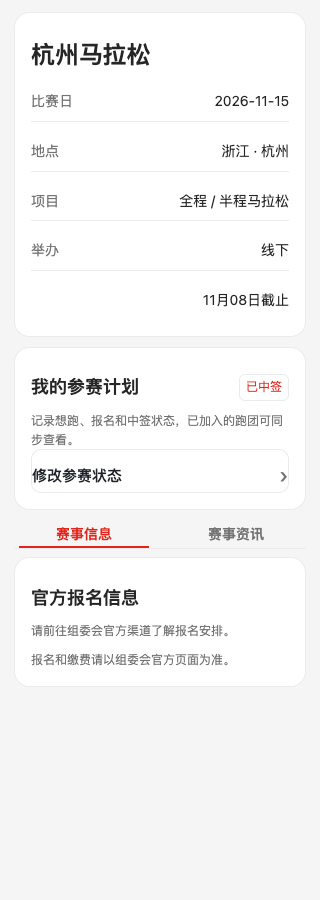 杭州马拉松
比赛日 2026-11-15
地点 浙江 · 杭州
项目 全程 / 半程马拉松
举办 线下
11月08日截止
我的参赛计划 已中签
记录想跑、报名和中签状态，已加入的跑团可同
步查看。
修改参赛状态 ›
赛事信息 赛事资讯
官方报名信息
请前往组委会官方渠道了解报名安排。
报名和缴费请以组委会官方页面为准。